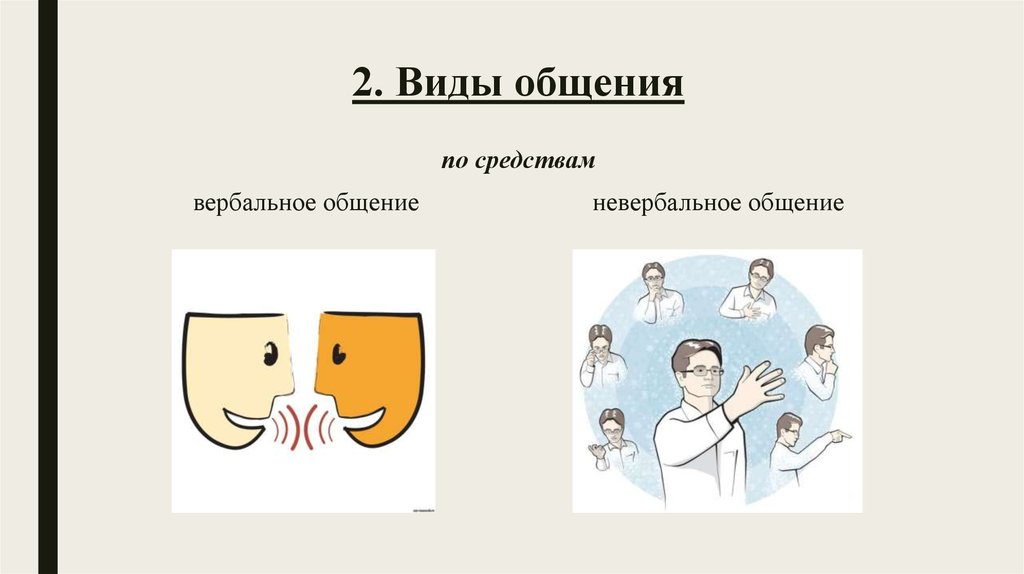 2. Виды общения
по средствам
вербальное общение
невербальное общение